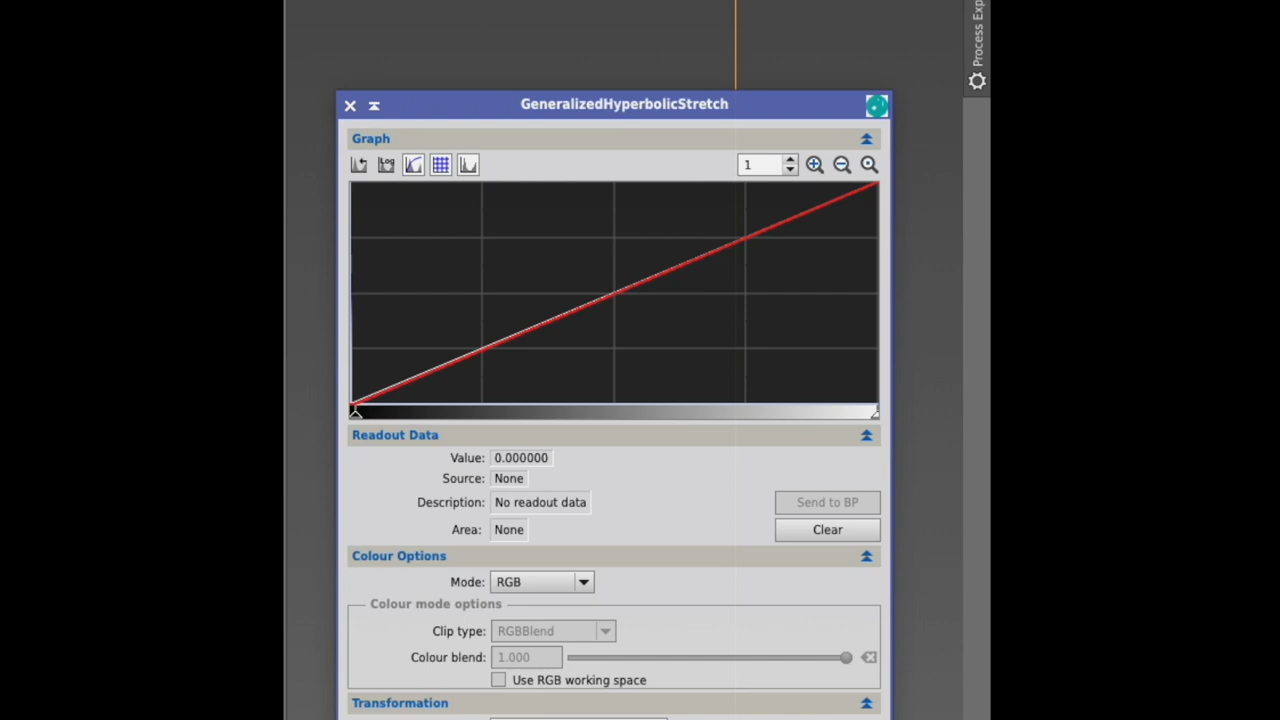 Process Exp
GeneralizedHyperbolicStretch
Graph
1
Readout Data
Value: 0.000000
Source: None
Description: No readout data Send to BP
Area: None Clear
Colour Options
Mode: RGB
Colour mode options
Clip type: RGBBlend
Colour blend: 1.000
Use RGB working space
Transformation